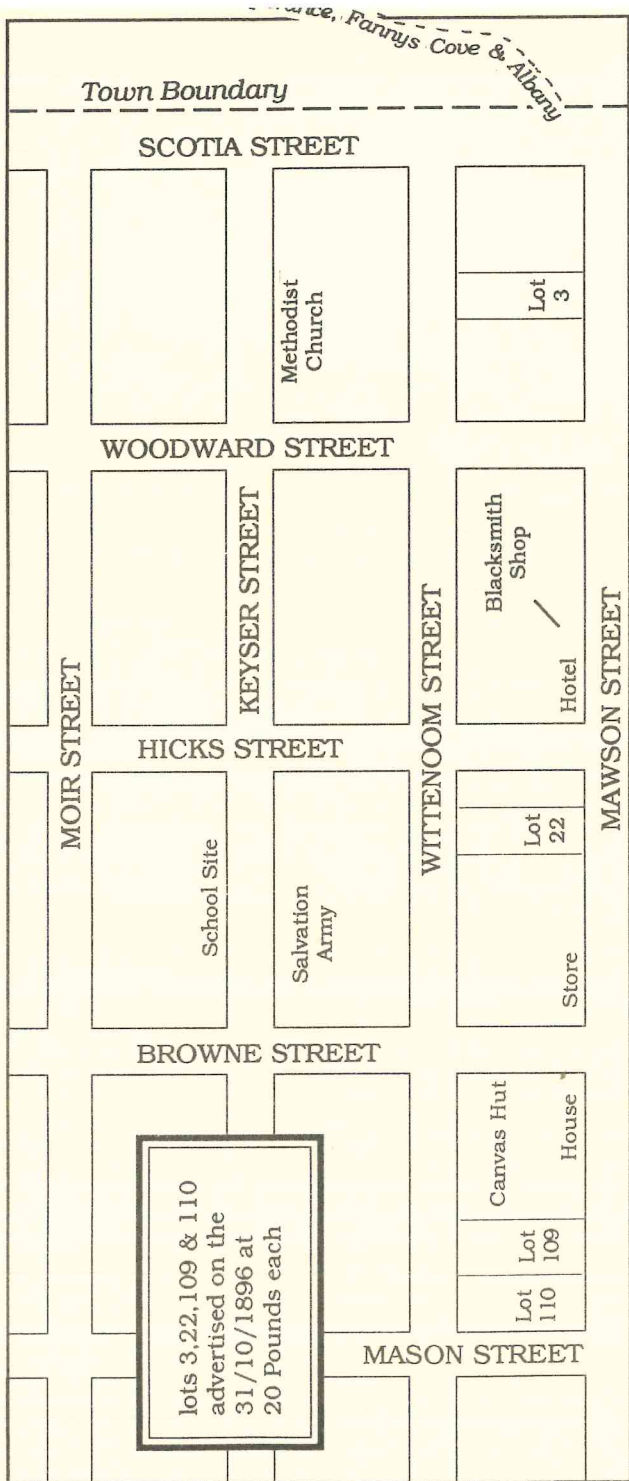 Fannys Cove & Albany
Town Boundary
SCOTIA STREET
Methodist
Church
Lot
3
WOODWARD STREET
KEYSER STREET
Blacksmith
Shop
Hotel
MOIR STREET
WITTENOOM STREET
MAWSON STREET
HICKS STREET
School Site
Salvation
Army
Lot
22
Store
BROWNE STREET
Canvas Hut
House
Lot
109
Lot
110
lots 3,22,109 & 110
advertised on the
31/10/1896 at
20 Pounds each
MASON STREET